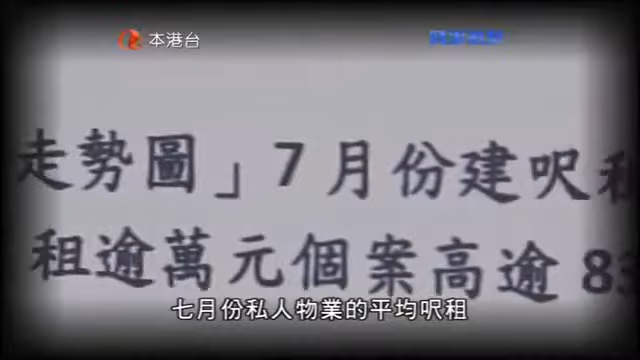 本港台
走勢圖」7月份建呎租
租逾萬元個案高逾 83
七月份私人物業的平均呎租